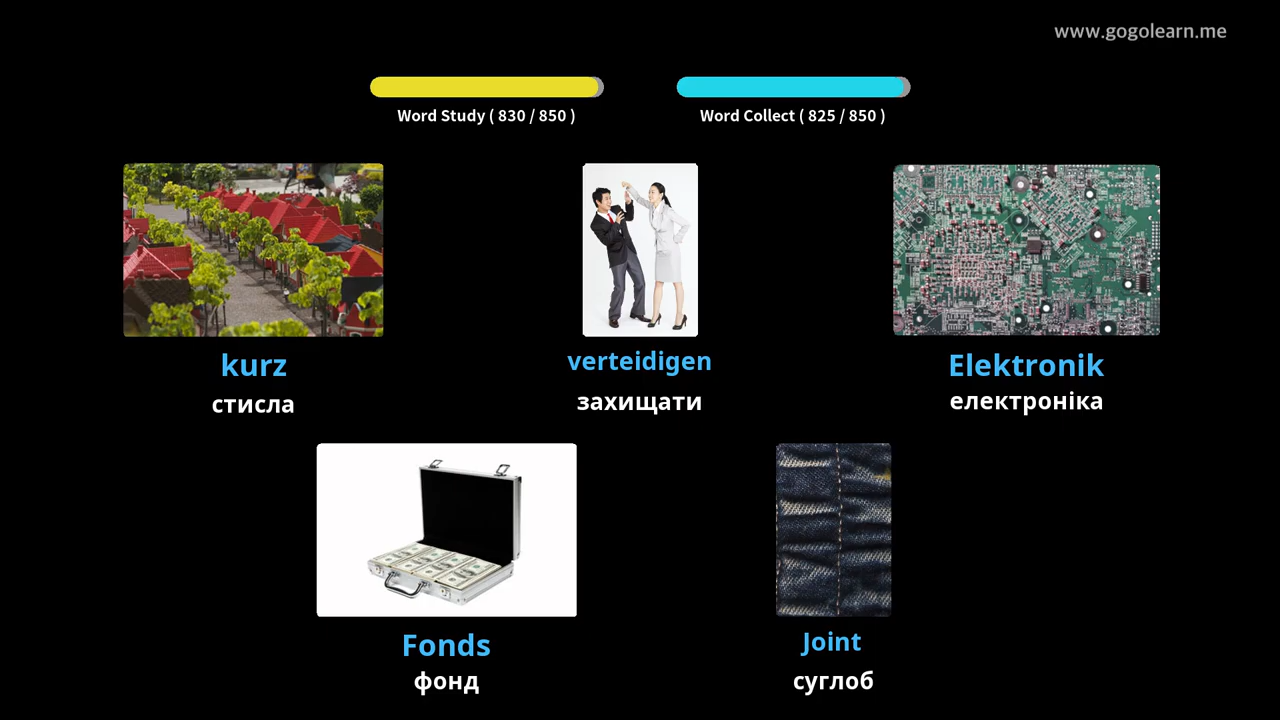 www.gogolearn.me
Word Study ( 830 / 850 )
Word Collect ( 825 / 850 )
kurz
стисла
verteidigen
захищати
Elektronik
електроніка
Fonds
фонд
Joint
суглоб